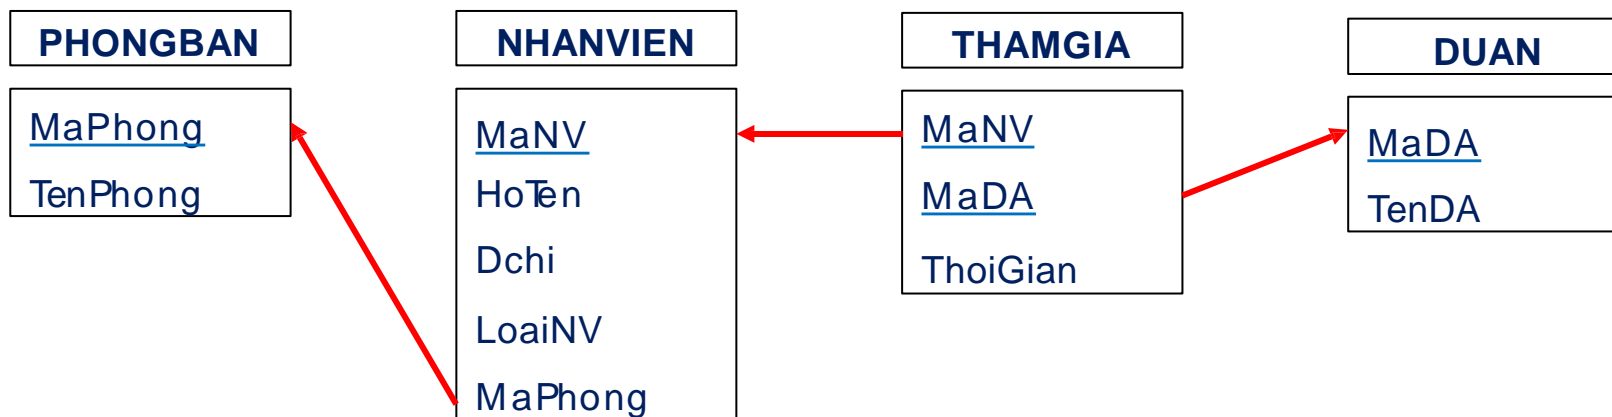 PHONGBAN
MaPhong
TenPhong
NHANVIEN
MaNV
HoTen
Dchi
LoaiNV
MaPhong
THAMGIA
MaNV
MaDA
ThoiGian
DUAN
MaDA
TenDA